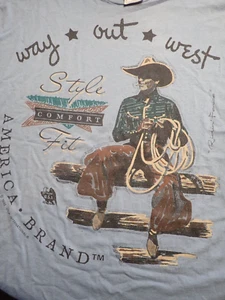 way • out • west
Style
COMFORT
Fit
AMERICA • BRAND™